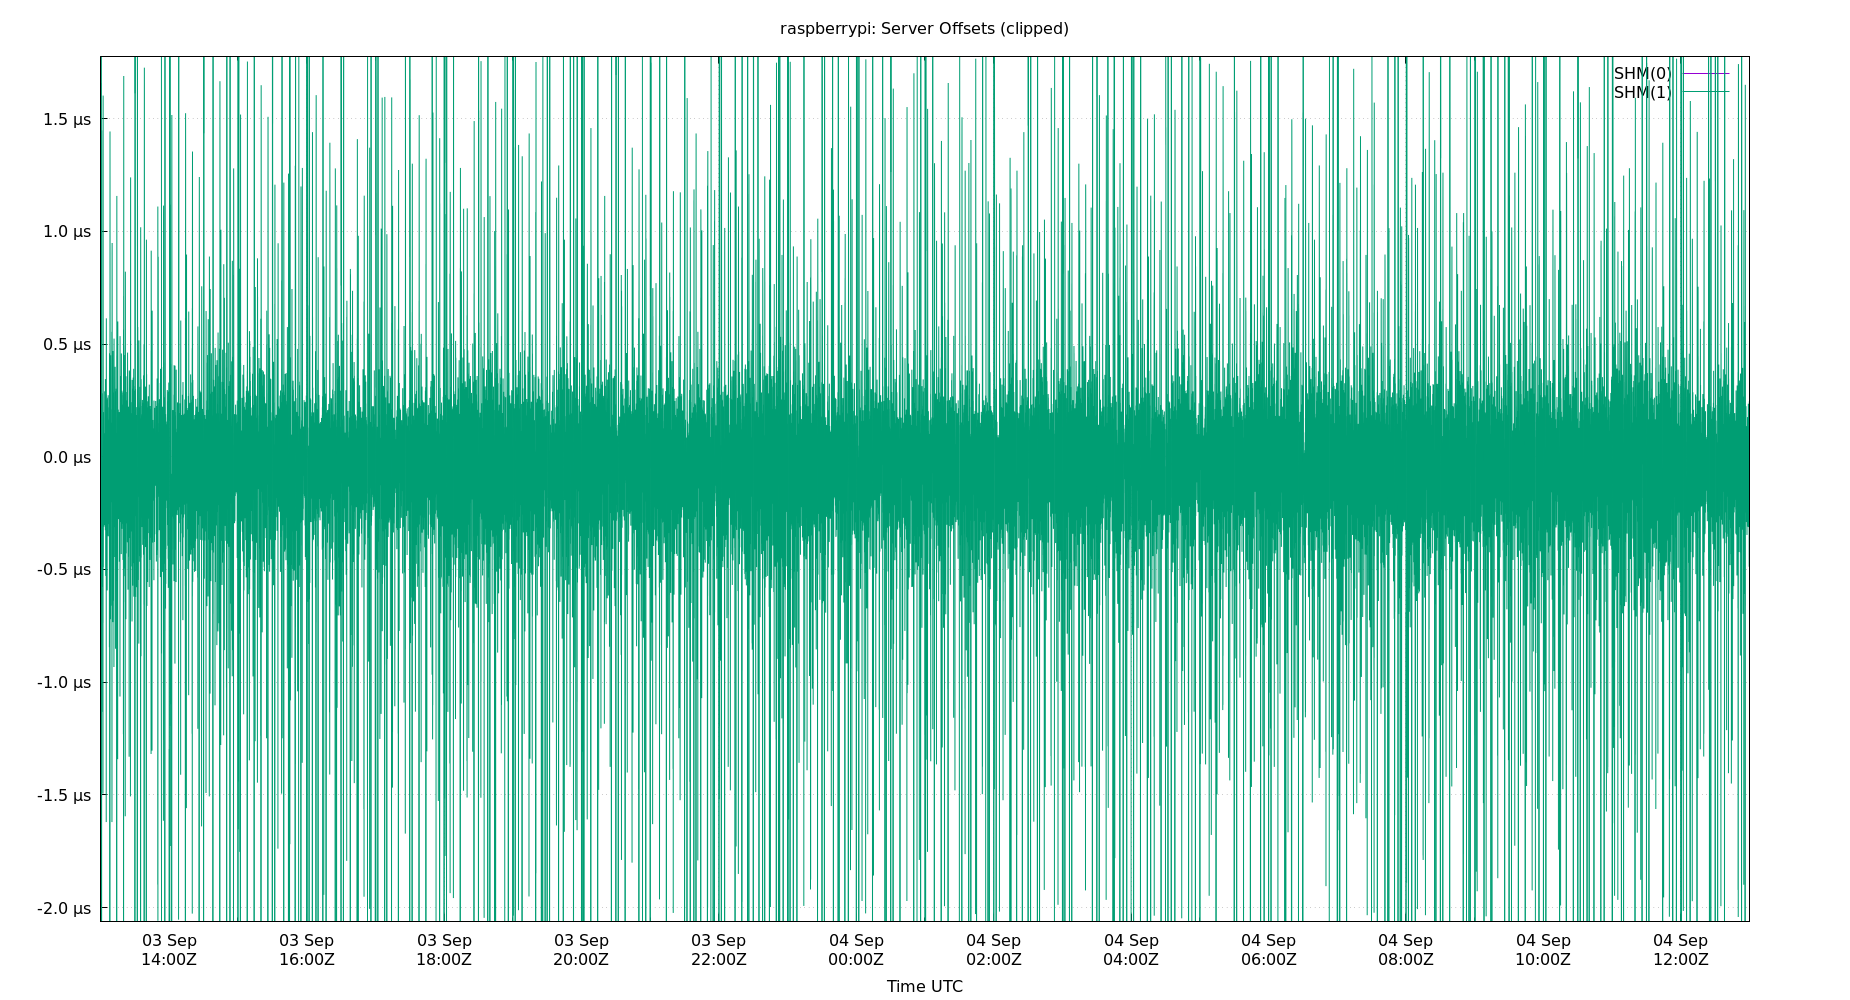 raspberrypi: Server Offsets (clipped)
SHM(0)
SHM(1)
1.5 µs
1.0 µs
0.5 µs
0.0 µs
-0.5 µs
-1.0 µs
-1.5 µs
-2.0 µs
03 Sep 03 Sep 03 Sep 03 Sep 03 Sep 04 Sep 04 Sep 04 Sep 04 Sep 04 Sep 04 Sep 04 Sep
14:00Z 16:00Z 18:00Z 20:00Z 22:00Z 00:00Z 02:00Z 04:00Z 06:00Z 08:00Z 10:00Z 12:00Z
Time UTC